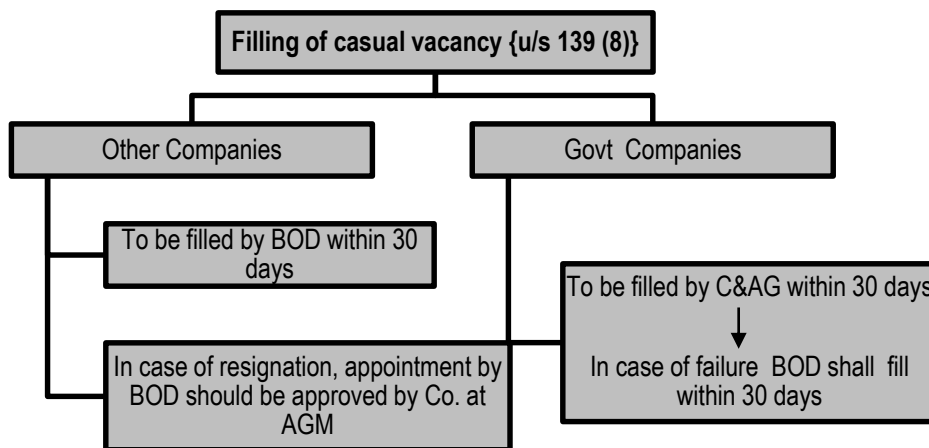 Filling of casual vacancy {u/s 139 (8)}
Other Companies
Govt Companies
To be filled by BOD within 30
days
In case of resignation, appointment by
BOD should be approved by Co. at
AGM
To be filled by C&AG within 30 days
In case of failure BOD shall fill
within 30 days